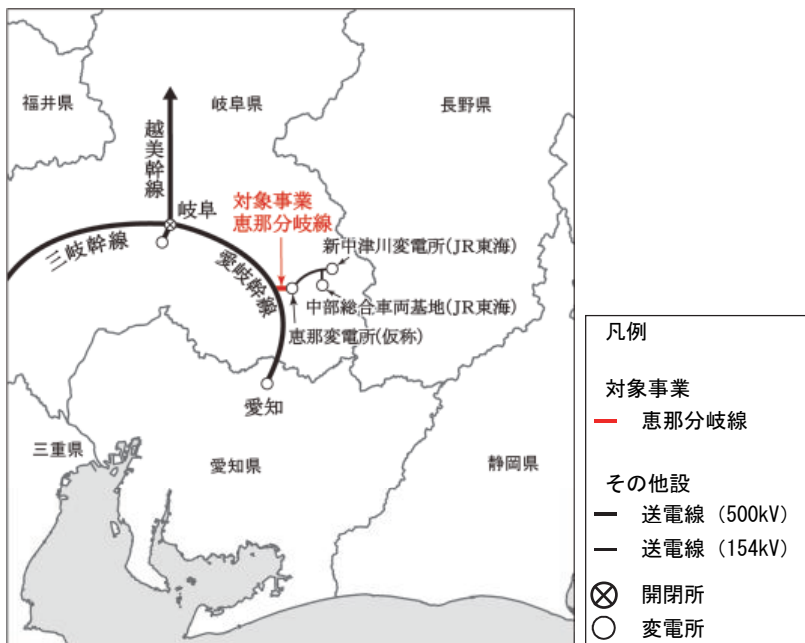 福井県
岐阜県
長野県
越美幹線
岐阜
対象事業
恵那分岐線
三岐幹線
愛岐幹線
新中津川変電所(JR東海)
中部総合車両基地(JR東海)
恵那変電所(仮称)
愛知
三重県
愛知県
静岡県
凡例
対象事業
恵那分岐線
その他設
送電線（500kV）
送電線（154kV）
開閉所
変電所